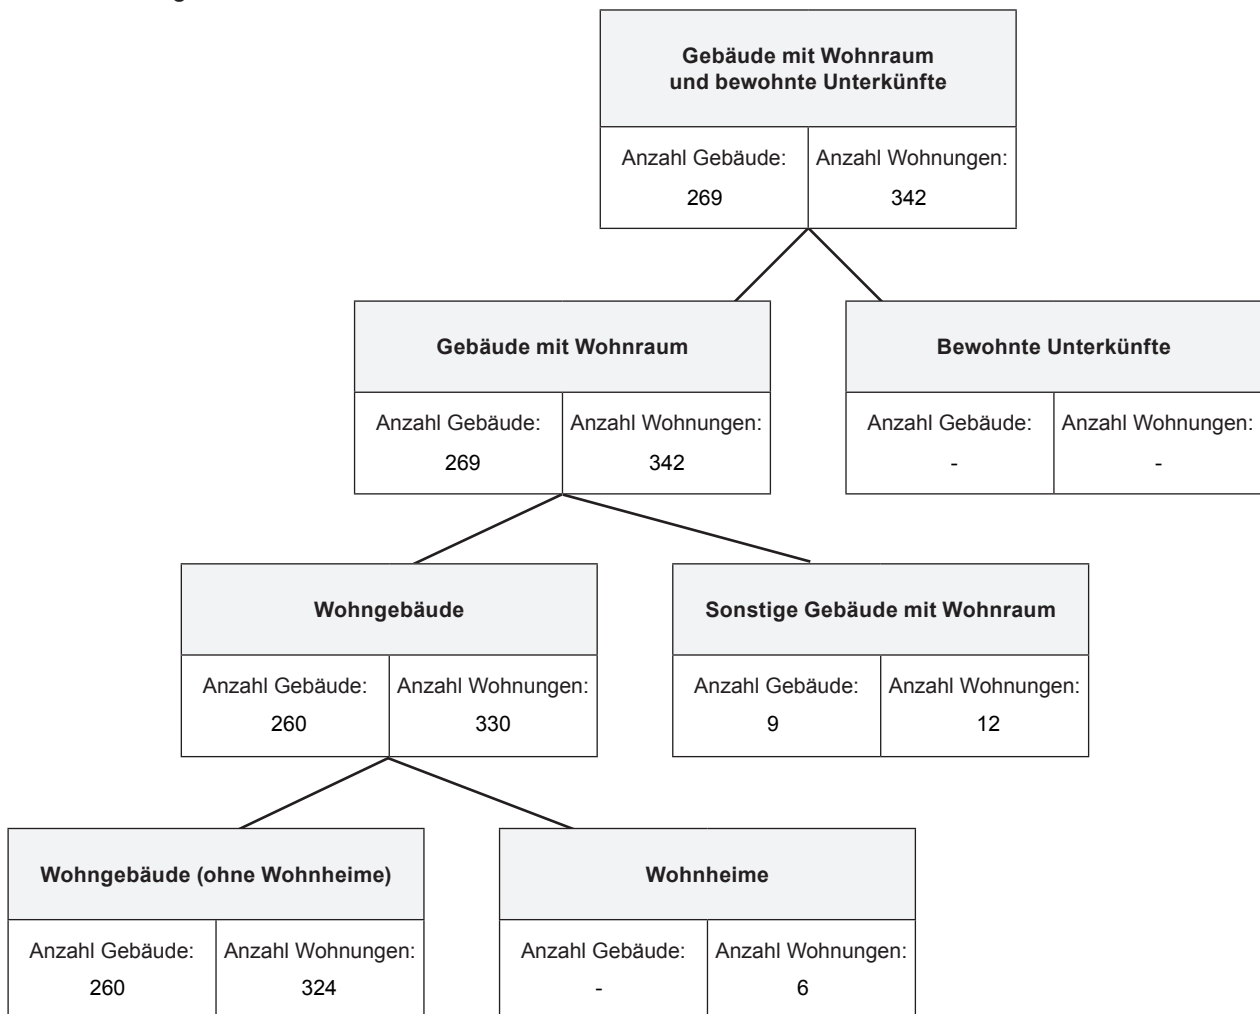 Gebäude mit Wohnraum
und bewohnte Unterkünfte
Anzahl Gebäude: Anzahl Wohnungen:
269 342
Gebäude mit Wohnraum
Anzahl Gebäude: Anzahl Wohnungen:
269 342
Bewohnte Unterkünfte
Anzahl Gebäude: Anzahl Wohnungen:
- -
Wohngebäude
Anzahl Gebäude: Anzahl Wohnungen:
260 330
Sonstige Gebäude mit Wohnraum
Anzahl Gebäude: Anzahl Wohnungen:
9 12
Wohngebäude (ohne Wohnheime)
Anzahl Gebäude: Anzahl Wohnungen:
260 324
Wohnheime
Anzahl Gebäude: Anzahl Wohnungen:
- 6